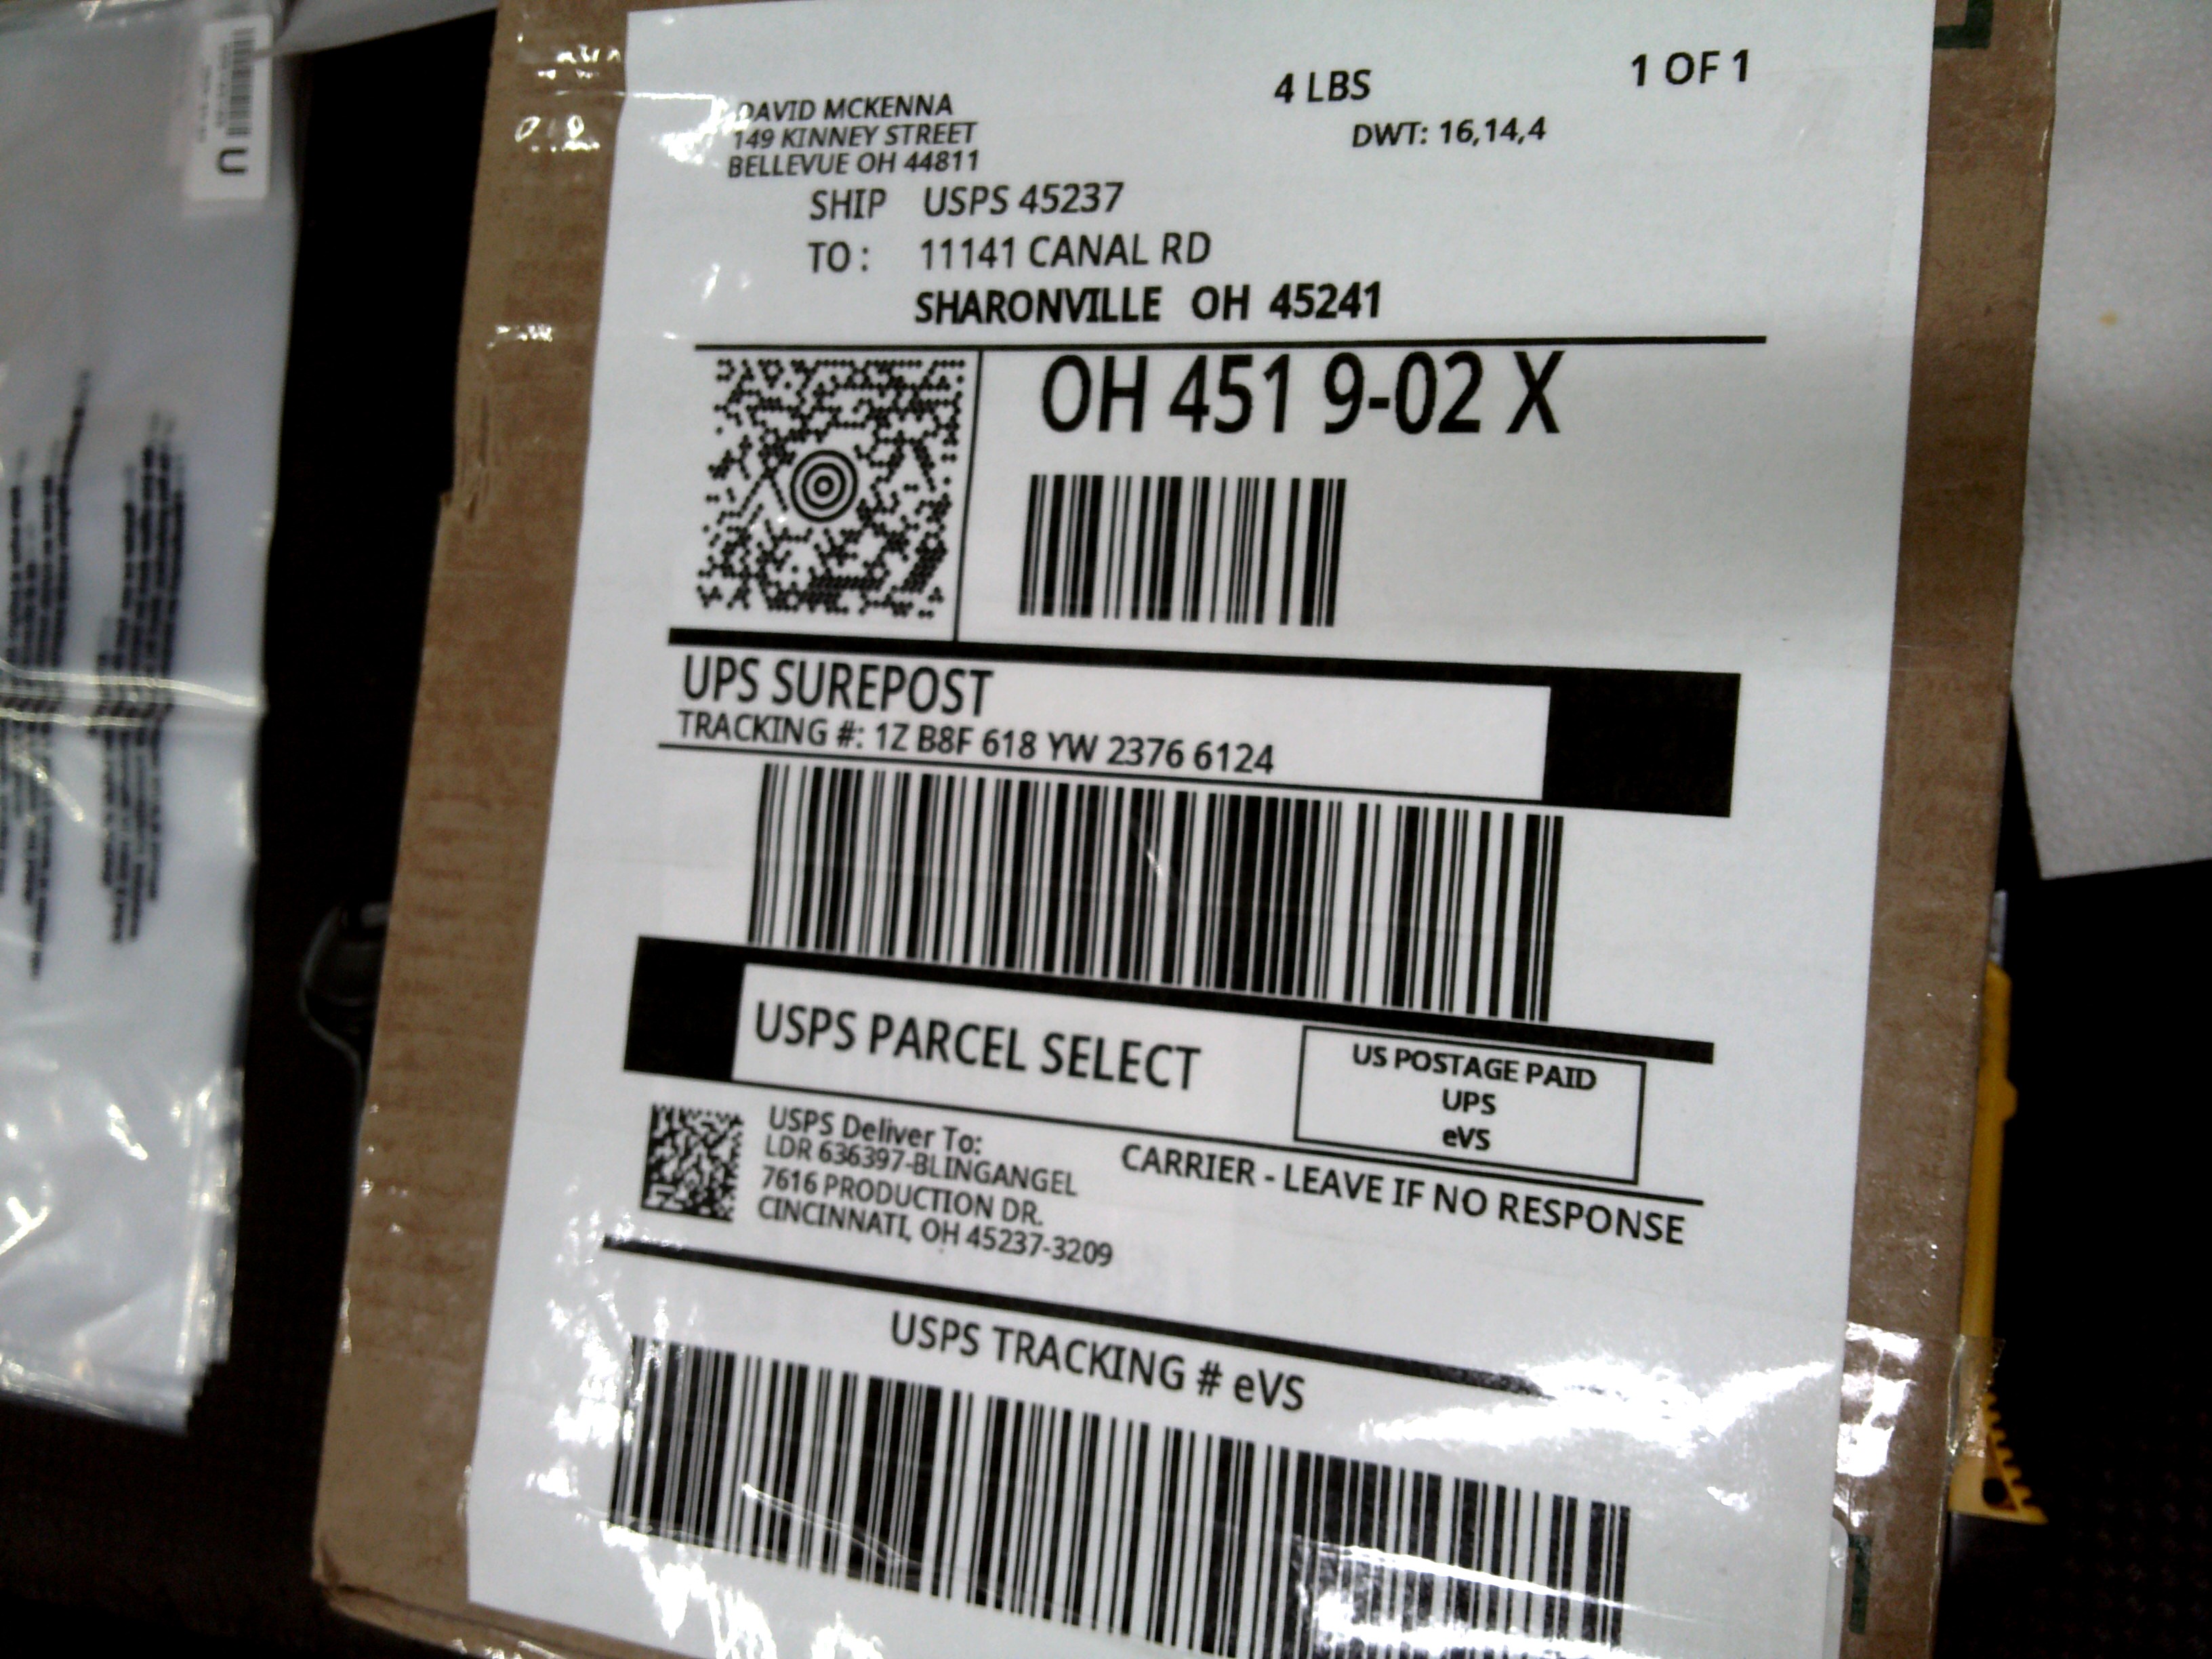 DAVID MCKENNA
149 KINNEY STREET
BELLEVUE OH 44811
4 LBS
1 OF 1
DWT: 16,14,4
SHIP USPS 45237
TO : 11141 CANAL RD
SHARONVILLE OH 45241
OH 451 9-02 X
UPS SUREPOST
TRACKING #: 1Z B8F 618 YW 2376 6124
USPS PARCEL SELECT
US POSTAGE PAID
UPS
eVS
USPS Deliver To:
LDR 636397-BLINGANGEL
7616 PRODUCTION DR.
CINCINNATI, OH 45237-3209
CARRIER - LEAVE IF NO RESPONSE
USPS TRACKING # eVS
U